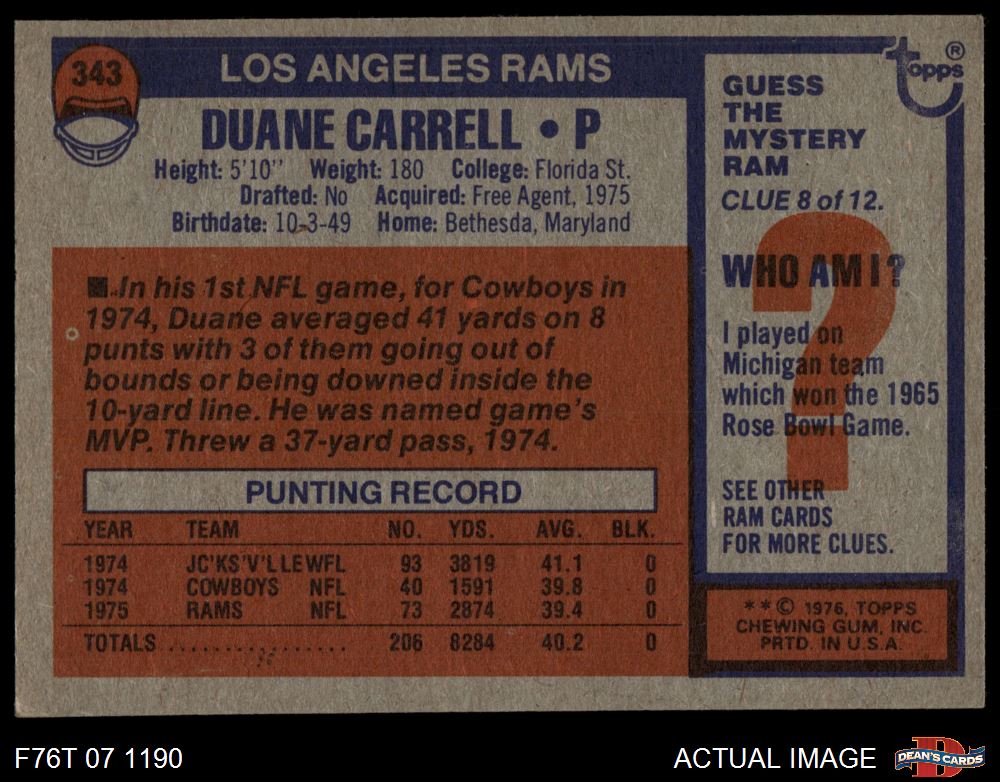 343
LOS ANGELES RAMS
DUANE CARRELL • P
Height: 5'10" Weight: 180 College: Florida St.
Drafted: No Acquired: Free Agent, 1975
Birthdate: 10-3-49 Home: Bethesda, Maryland
■ In his 1st NFL game, for Cowboys in
1974, Duane averaged 41 yards on 8
punts with 3 of them going out of
bounds or being downed inside the
10-yard line. He was named game's
MVP. Threw a 37-yard pass, 1974.
PUNTING RECORD
YEAR TEAM NO. YDS. AVG. BLK.
1974 JC'KS'V'LLE WFL 93 3819 41.1 0
1974 COWBOYS NFL 40 1591 39.8 0
1975 RAMS NFL 73 2874 39.4 0
TOTALS ................. 206 8284 40.2 0
topps®
GUESS
THE
MYSTERY
RAM
CLUE 8 of 12.
?
WHO AM I?
I played on
Michigan team
which won the 1965
Rose Bowl Game.
SEE OTHER
RAM CARDS
FOR MORE CLUES.
**© 1976, TOPPS
CHEWING GUM, INC.
PRTD. IN U.S.A.
F76T 07 1190
ACTUAL IMAGE
D
DEAN'S CARDS